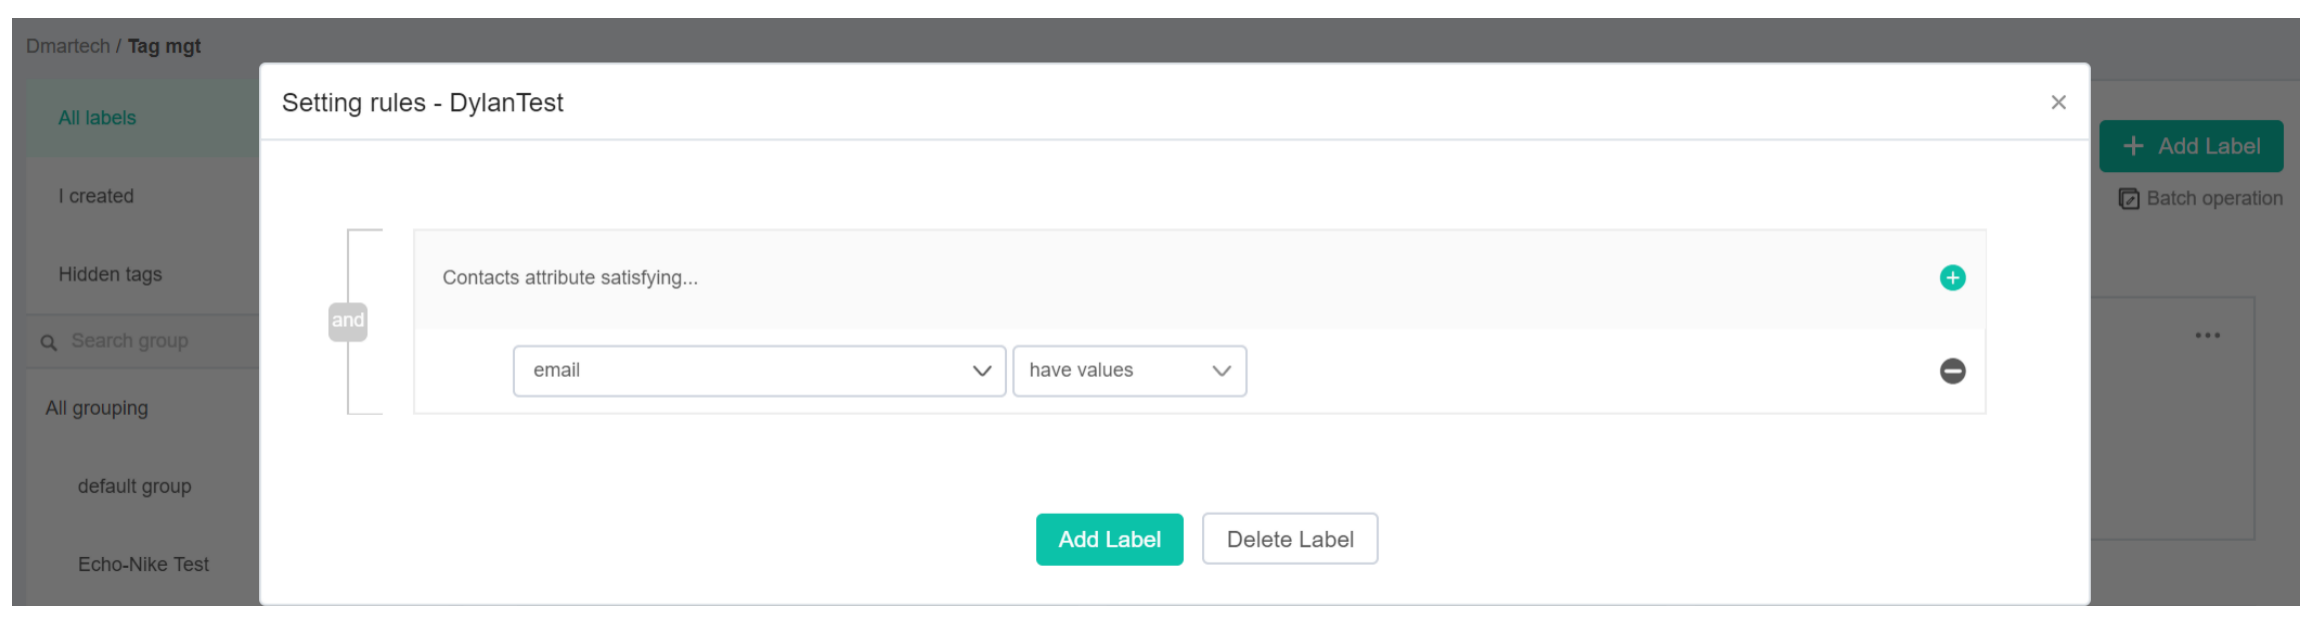 Dmartech / Tag mgt
Setting rules - DylanTest
All labels
+ Add Label
I created
Batch operation
Hidden tags
Contacts attribute satisfying...
and
Search group
email
have values
All grouping
default group
Add Label
Delete Label
Echo-Nike Test